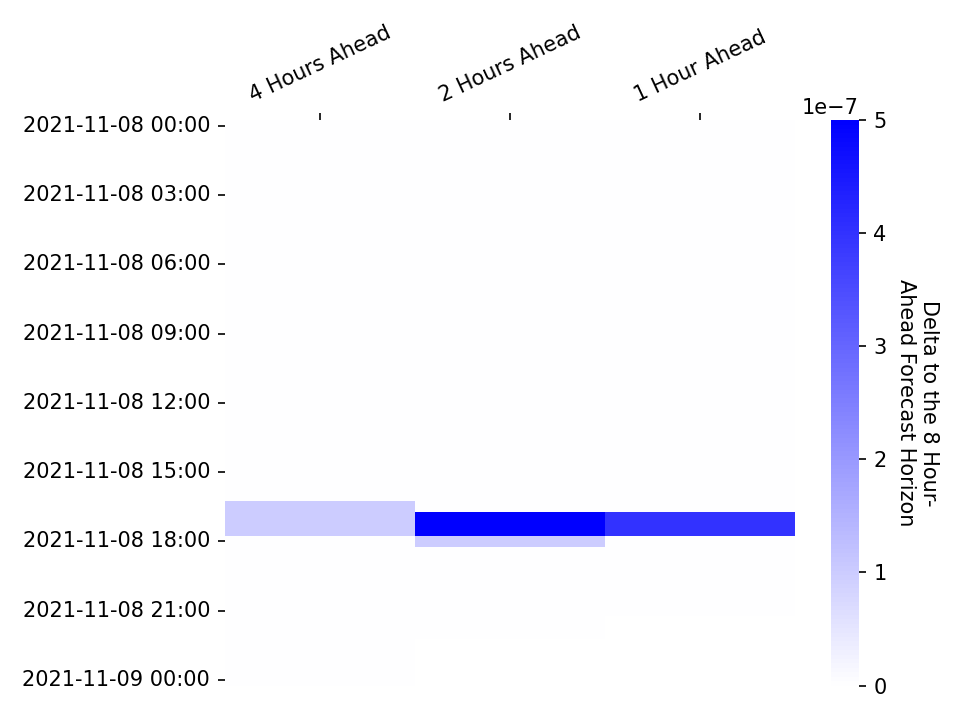 4 Hours Ahead
2 Hours Ahead
1 Hour Ahead
1e−7
2021-11-08 00:00
2021-11-08 03:00
2021-11-08 06:00
2021-11-08 09:00
2021-11-08 12:00
2021-11-08 15:00
2021-11-08 18:00
2021-11-08 21:00
2021-11-09 00:00
5
4
3
2
1
0
Delta to the 8 Hour-
Ahead Forecast Horizon